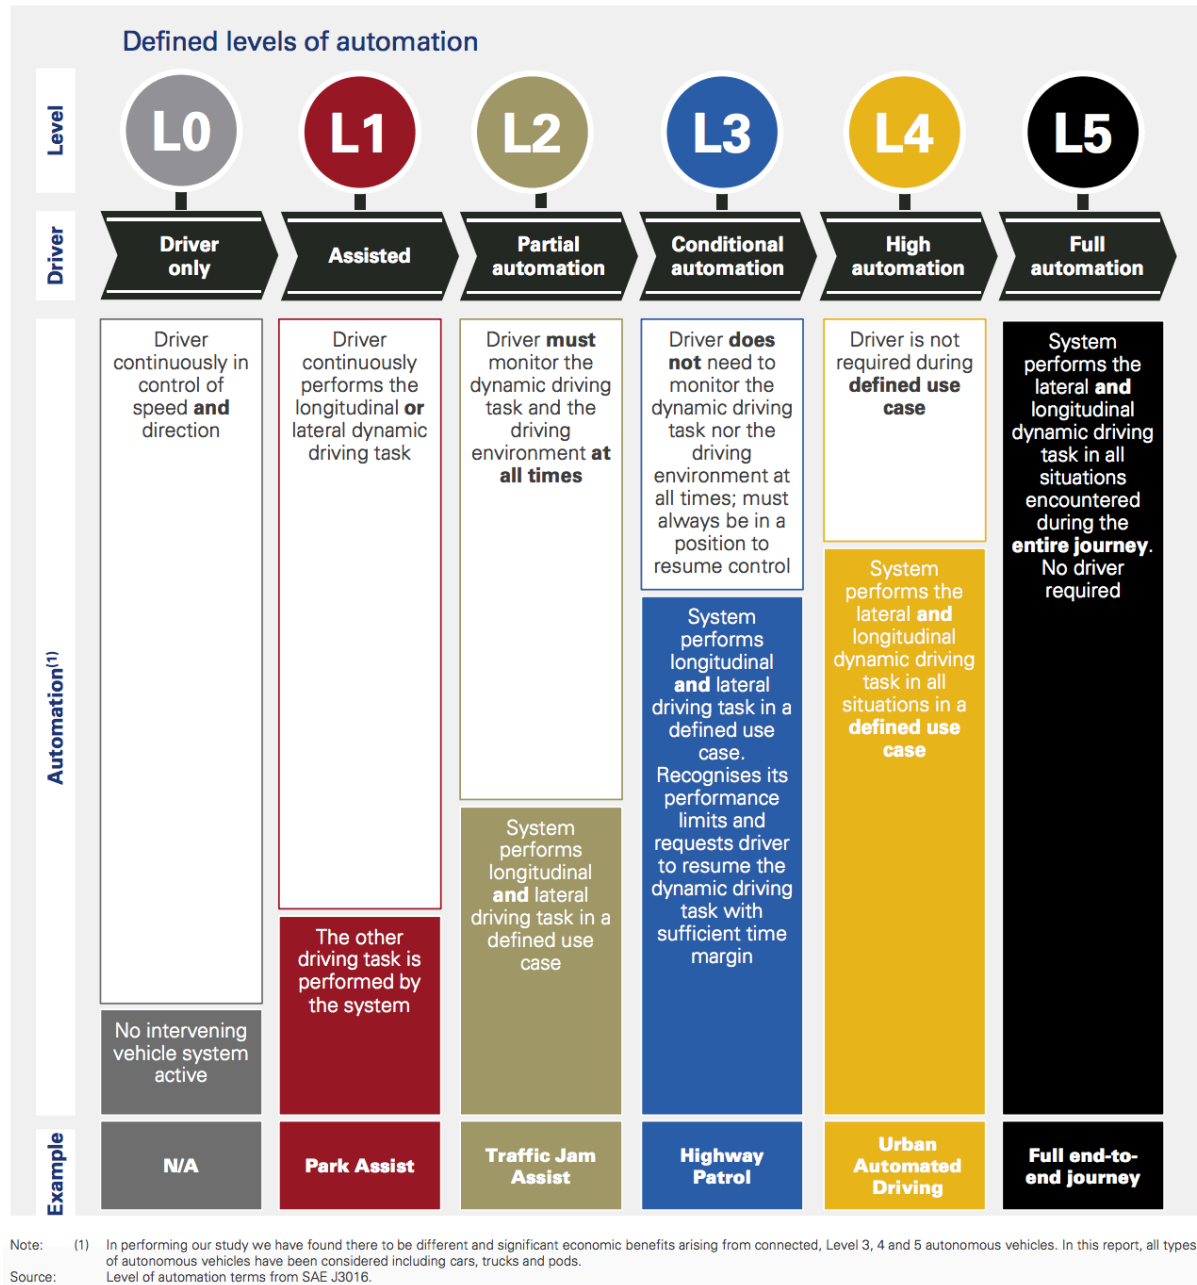 Defined levels of automation
Level
L0
L1
L2
L3
L4
L5
Driver
Driver
only
Assisted
Partial
automation
Conditional
automation
High
automation
Full
automation
Automation(1)
Driver
continuously in
control of
speed and
direction
No intervening
vehicle system
active
Driver
continuously
performs the
longitudinal or
lateral dynamic
driving task
The other
driving task is
performed by
the system
Driver must
monitor the
dynamic driving
task and the
driving
environment at
all times
System
performs
longitudinal
and lateral
driving task in a
defined use
case
Driver does
not need to
monitor the
dynamic driving
task nor the
driving
environment at
all times; must
always be in a
position to
resume control
System
performs
longitudinal
and lateral
driving task in a
defined use
case.
Recognises its
performance
limits and
requests driver
to resume the
dynamic driving
task with
sufficient time
margin
Driver is not
required during
defined use
case
System
performs the
lateral and
longitudinal
dynamic driving
task in all
situations in a
defined use
case
System
performs the
lateral and
longitudinal
dynamic driving
task in all
situations
encountered
during the
entire journey.
No driver
required
Example
N/A
Park Assist
Traffic Jam
Assist
Highway
Patrol
Urban
Automated
Driving
Full end-to-
end journey
Note: (1) In performing our study we have found there to be different and significant economic benefits arising from connected, Level 3, 4 and 5 autonomous vehicles. In this report, all types
of autonomous vehicles have been considered including cars, trucks and pods.
Source: Level of automation terms from SAE J3016.